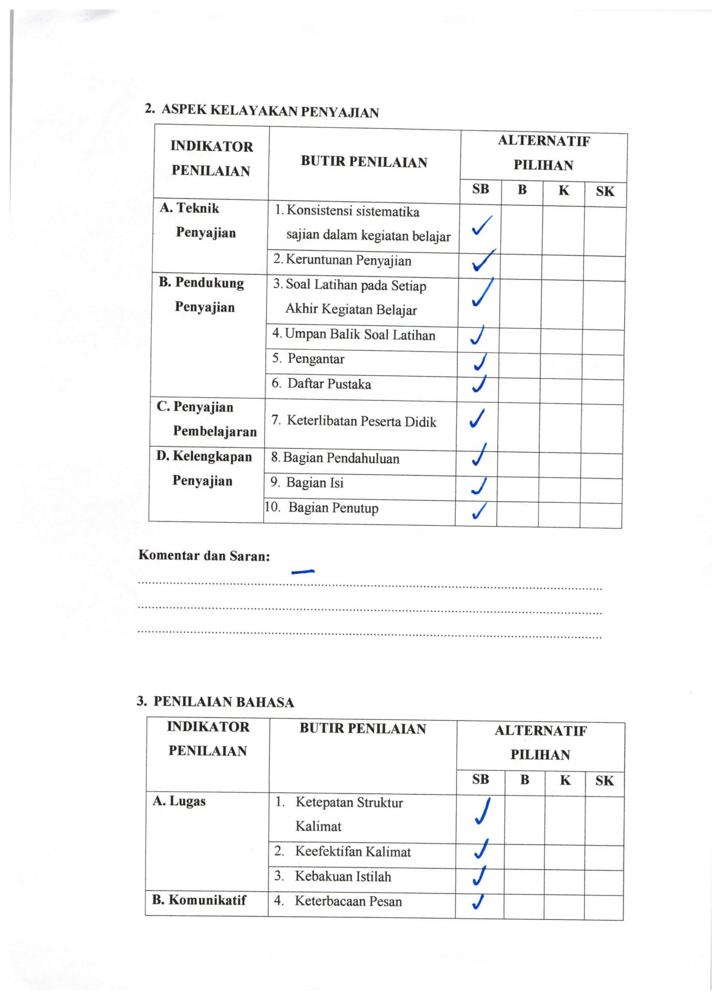 2. ASPEK KELAYAKAN PENYAJIAN
INDIKATOR
PENILAIAN
BUTIR PENILAIAN
ALTERNATIF
PILIHAN
SB B K SK
A. Teknik
Penyajian
1. Konsistensi sistematika
sajian dalam kegiatan belajar
✓
2. Keruntunan Penyajian
✓
B. Pendukung
Penyajian
3. Soal Latihan pada Setiap
Akhir Kegiatan Belajar
✓
4. Umpan Balik Soal Latihan
✓
5. Pengantar
✓
6. Daftar Pustaka
✓
C. Penyajian
Pembelajaran
7. Keterlibatan Peserta Didik
✓
D. Kelengkapan
Penyajian
8. Bagian Pendahuluan
✓
9. Bagian Isi
✓
10. Bagian Penutup
✓
Komentar dan Saran:
—
3. PENILAIAN BAHASA
INDIKATOR
PENILAIAN
BUTIR PENILAIAN
ALTERNATIF
PILIHAN
SB B K SK
A. Lugas
1. Ketepatan Struktur
Kalimat
✓
2. Keefektifan Kalimat
✓
3. Kebakuan Istilah
✓
B. Komunikatif
4. Keterbacaan Pesan
✓